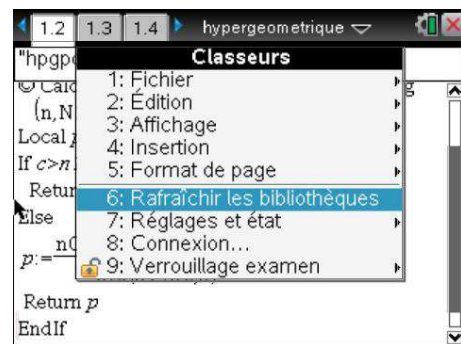 1.2 1.3 1.4 hypergeometrique
"hpgp
Classeurs
1: Fichier
2: Édition
3: Affichage
4: Insertion
5: Format de page
6: Rafraîchir les bibliothèques
7: Réglages et état
8: Connexion...
9: Verrouillage examen
(n,N
Local
If c>n
Retur
Else
p:=
Return p
EndIf